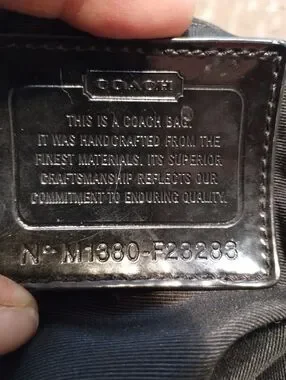 COACH
THIS IS A COACH BAG.
IT WAS HANDCRAFTED FROM THE
FINEST MATERIALS. ITS SUPERIOR
CRAFTSMANSHIP REFLECTS OUR
COMMITMENT TO ENDURING QUALITY.
Nº M1380-F23283